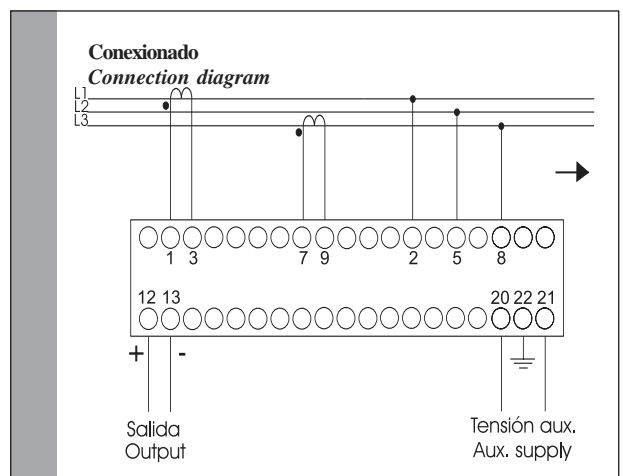 Conexionado
Connection diagram
L1
L2
L3
1 3 7 9 2 5 8
12 13 20 22 21
+ -
Salida
Output
Tensión aux.
Aux. supply